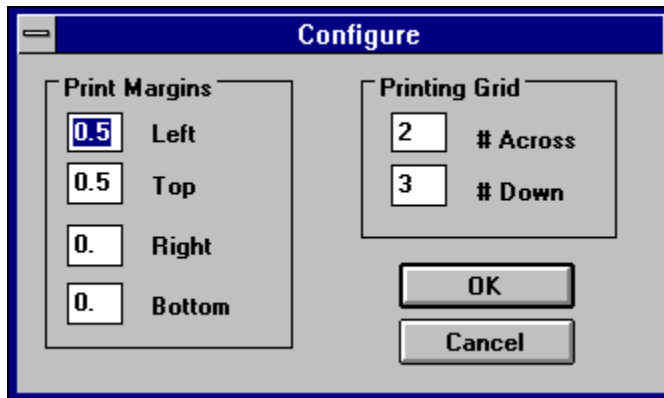 Configure
Print Margins
0.5 Left
0.5 Top
0. Right
0. Bottom
Printing Grid
2 # Across
3 # Down
OK
Cancel